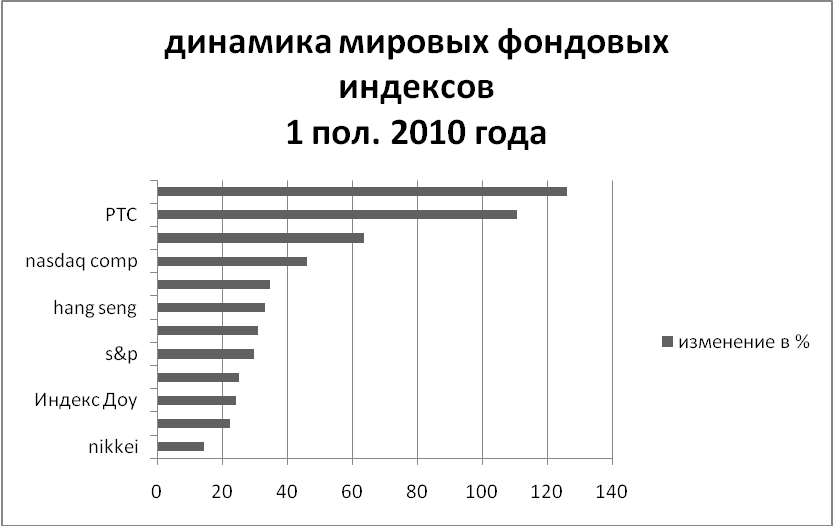 динамика мировых фондовых
индексов
1 пол. 2010 года
РТС
nasdaq comp
hang seng
s&p
Индекс Доу
nikkei
0 20 40 60 80 100 120 140
изменение в %